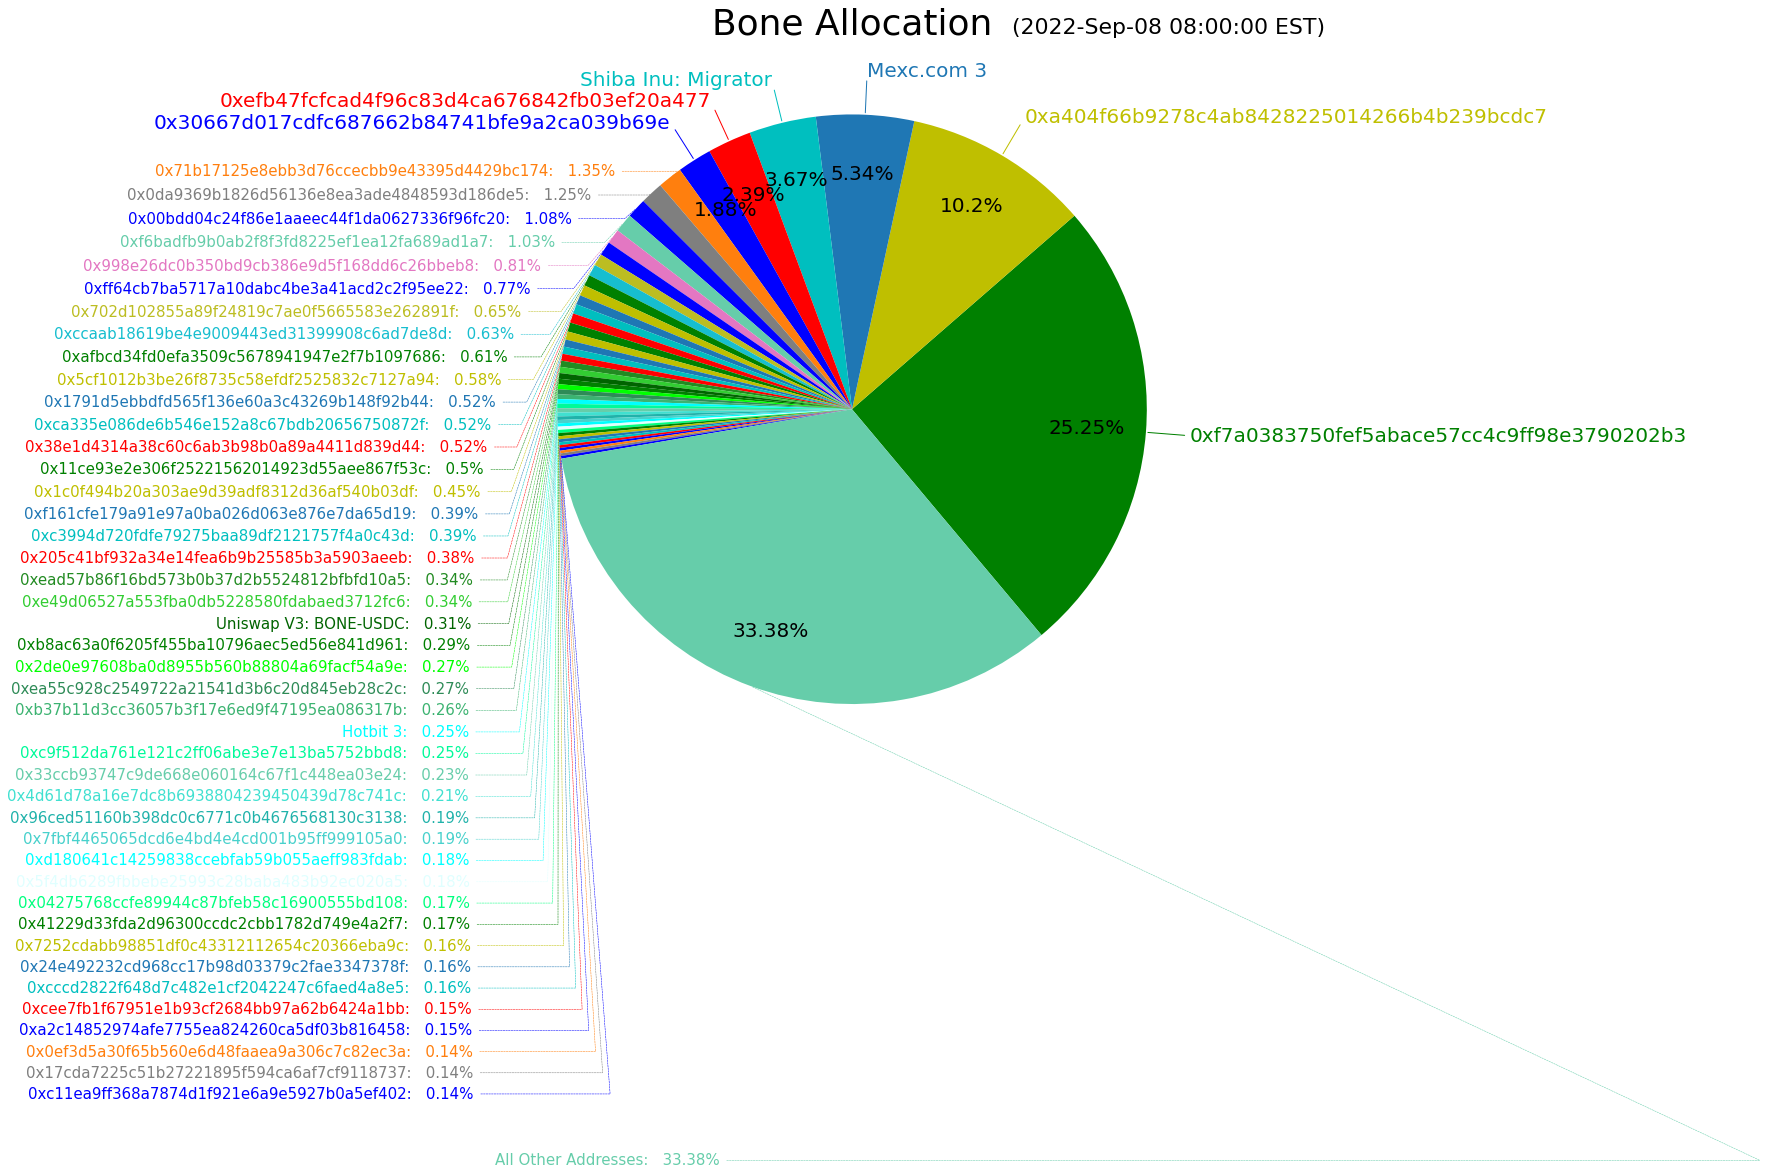 Bone Allocation (2022-Sep-08 08:00:00 EST)
Mexc.com 3
Shiba Inu: Migrator
0xefb47fcfcad4f96c83d4ca676842fb03ef20a477
0xa404f66b9278c4ab8428225014266b4b239bcdc7
0x30667d017cdfc687662b84741bfe9a2ca039b69e
0x71b17125e8ebb3d76ccecbb9e43395d4429bc174: 1.35%
5.34%
3.67%
2.39%
0x0da9369b1826d56136e8ea3ade4848593d186de5: 1.25%
10.2%
1.88%
0x00bdd04c24f86e1aaeec44f1da0627336f96fc20: 1.08%
0xf6badfb9b0ab2f8f3fd8225ef1ea12fa689ad1a7: 1.03%
0x998e26dc0b350bd9cb386e9d5f168dd6c26bbeb8: 0.81%
0xff64cb7ba5717a10dabc4be3a41acd2c2f95ee22: 0.77%
0x702d102855a89f24819c7ae0f5665583e262891f: 0.65%
0xccaab18619be4e9009443ed31399908c6ad7de8d: 0.63%
0xafbcd34fd0efa3509c5678941947e2f7b1097686: 0.61%
0x5cf1012b3be26f8735c58efdf2525832c7127a94: 0.58%
0x1791d5ebbdfd565f136e60a3c43269b148f92b44: 0.52%
0xca335e086de6b546e152a8c67bdb20656750872f: 0.52%
25.25%
0xf7a0383750fef5abace57cc4c9ff98e3790202b3
0x38e1d4314a38c60c6ab3b98b0a89a4411d839d44: 0.52%
0x11ce93e2e306f25221562014923d55aee867f53c: 0.5%
0x1c0f494b20a303ae9d39adf8312d36af540b03df: 0.45%
0xf161cfe179a91e97a0ba026d063e876e7da65d19: 0.39%
0xc3994d720fdfe79275baa89df2121757f4a0c43d: 0.39%
0x205c41bf932a34e14fea6b9b25585b3a5903aeeb: 0.38%
0xead57b86f16bd573b0b37d2b5524812bfbfd10a5: 0.34%
0xe49d06527a553fba0db5228580fdabaed3712fc6: 0.34%
Uniswap V3: BONE-USDC: 0.31%
33.38%
0xb8ac63a0f6205f455ba10796aec5ed56e841d961: 0.29%
0x2de0e97608ba0d8955b560b88804a69facf54a9e: 0.27%
0xea55c928c2549722a21541d3b6c20d845eb28c2c: 0.27%
0xb37b11d3cc36057b3f17e6ed9f47195ea086317b: 0.26%
Hotbit 3: 0.25%
0xc9f512da761e121c2ff06abe3e7e13ba5752bbd8: 0.25%
0x33ccb93747c9de668e060164c67f1c448ea03e24: 0.23%
0x4d61d78a16e7dc8b6938804239450439d78c741c: 0.21%
0x96ced51160b398dc0c6771c0b4676568130c3138: 0.19%
0x7fbf4465065dcd6e4bd4e4cd001b95ff999105a0: 0.19%
0xd180641c14259838ccebfab59b055aeff983fdab: 0.18%
0.18%
0x04275768ccfe89944c87bfeb58c16900555bd108: 0.17%
0x41229d33fda2d96300ccdc2cbb1782d749e4a2f7: 0.17%
0x7252cdabb98851df0c43312112654c20366eba9c: 0.16%
0x24e492232cd968cc17b98d03379c2fae3347378f: 0.16%
0xcccd2822f648d7c482e1cf2042247c6faed4a8e5: 0.16%
0xcee7fb1f67951e1b93cf2684bb97a62b6424a1bb: 0.15%
0xa2c14852974afe7755ea824260ca5df03b816458: 0.15%
0x0ef3d5a30f65b560e6d48faaea9a306c7c82ec3a: 0.14%
0x17cda7225c51b27221895f594ca6af7cf9118737: 0.14%
0xc11ea9ff368a7874d1f921e6a9e5927b0a5ef402: 0.14%
All Other Addresses: 33.38%